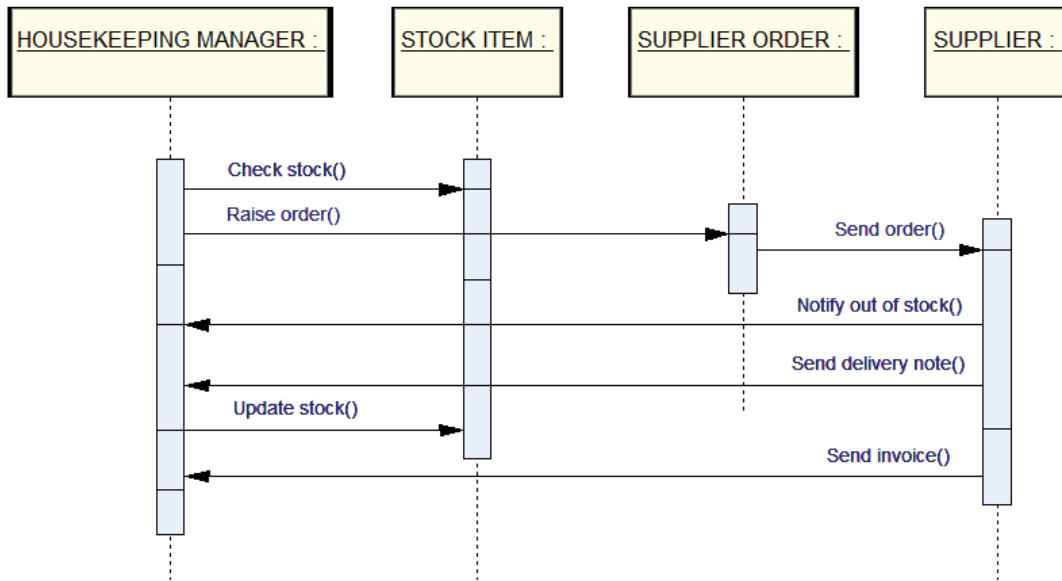 HOUSEKEEPING MANAGER :
STOCK ITEM :
SUPPLIER ORDER :
SUPPLIER :
Check stock()
Raise order()
Send order()
Notify out of stock()
Send delivery note()
Update stock()
Send invoice()